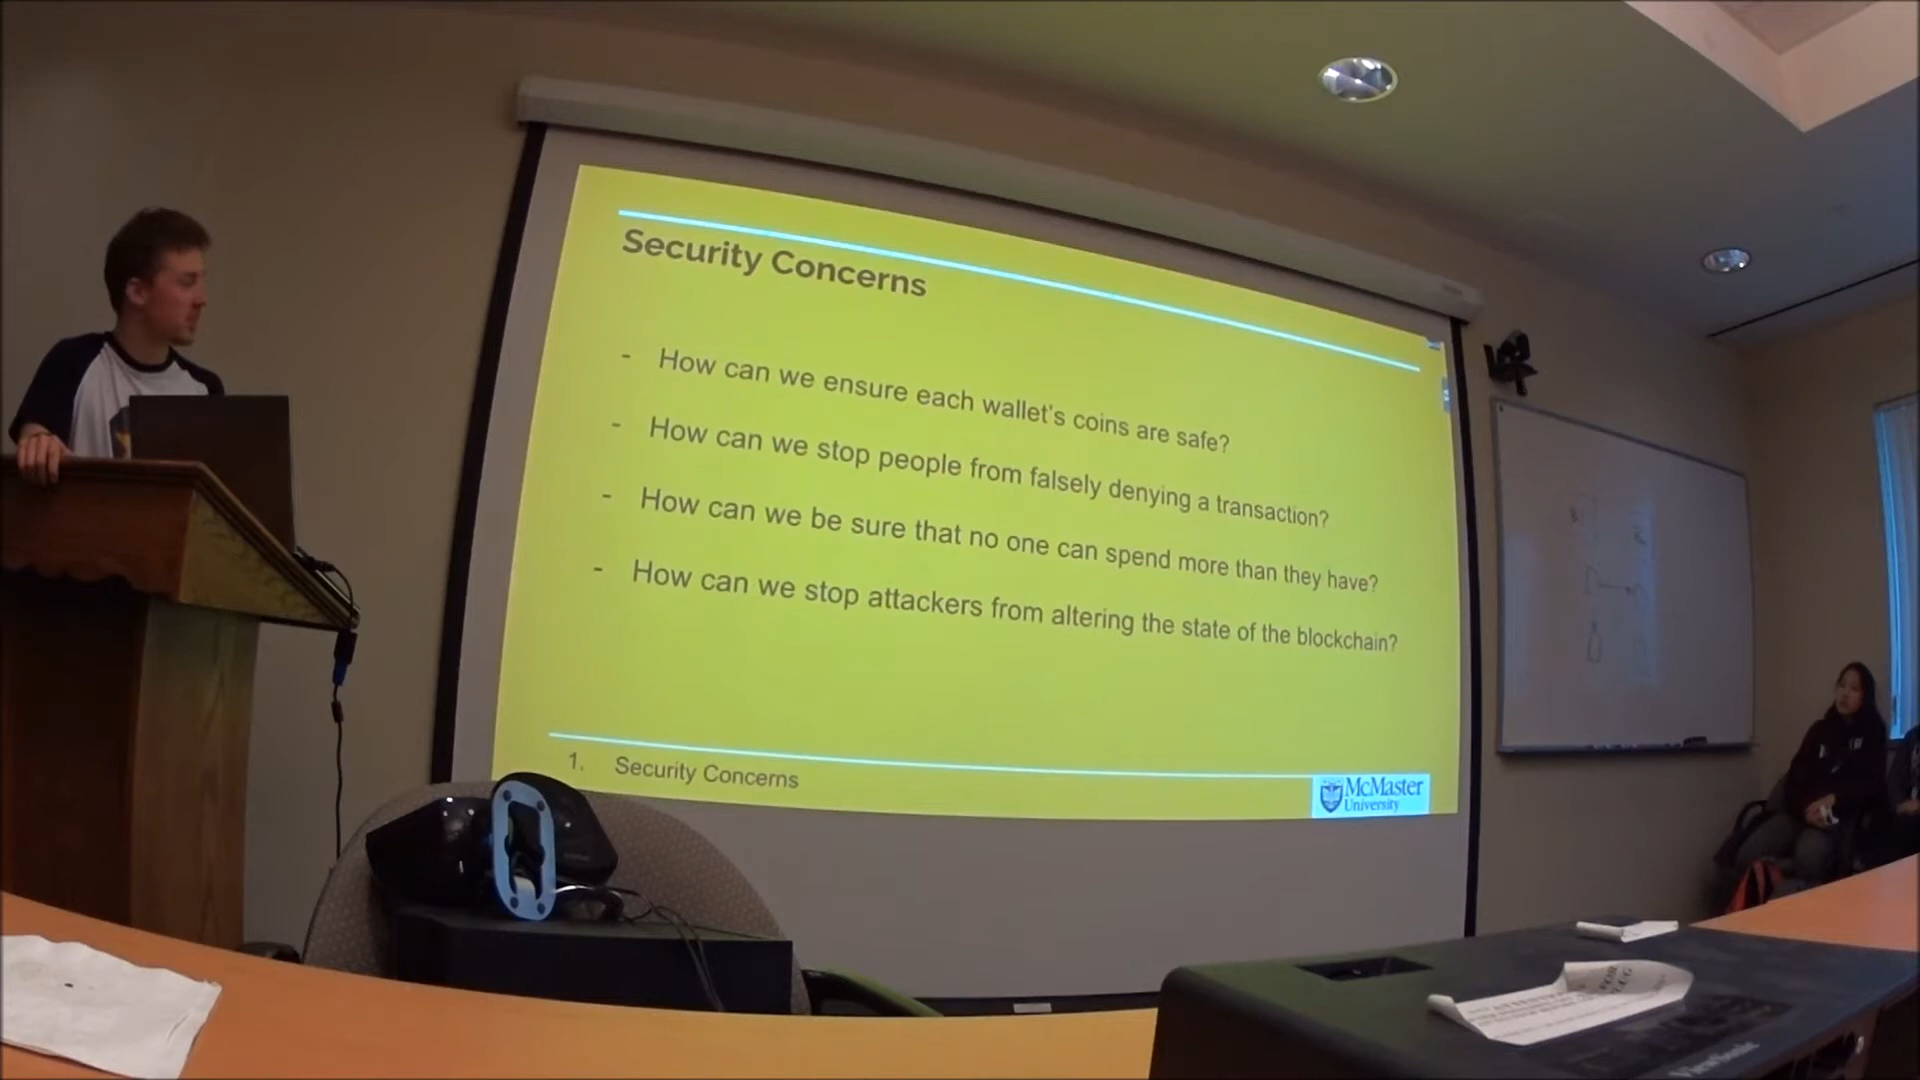 Security Concerns
- How can we ensure each wallet's coins are safe?
- How can we stop people from falsely denying a transaction?
- How can we be sure that no one can spend more than they have?
- How can we stop attackers from altering the state of the blockchain?
1. Security Concerns
McMaster
University
ViewSonic